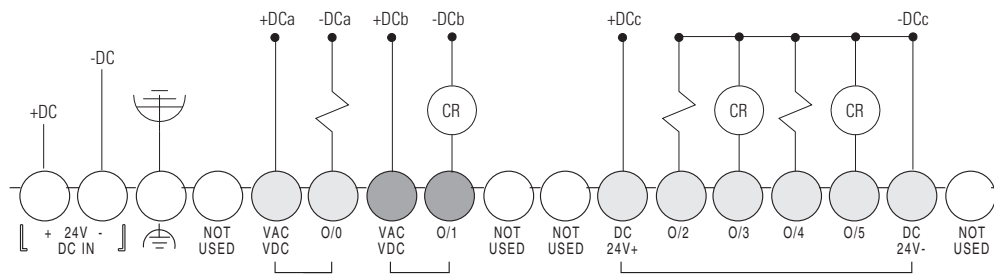 +DCa -DCa +DCb -DCb +DCc -DCc
-DC
+DC
CR CR CR
+ 24V - DC IN
NOT USED
VAC VDC
O/0
VAC VDC
O/1
NOT USED
NOT USED
DC 24V+
O/2
O/3
O/4
O/5
DC 24V-
NOT USED